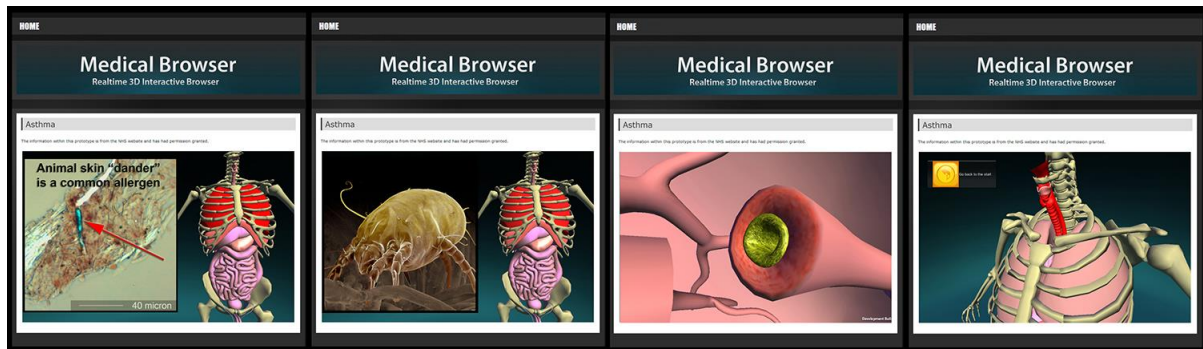 HOME
Medical Browser
Realtime 3D Interactive Browser
Asthma
The information within this prototype is from the NHS website and has had permission granted.
Animal skin “dander”
is a common allergen
40 micron
HOME
Medical Browser
Realtime 3D Interactive Browser
Asthma
The information within this prototype is from the NHS website and has had permission granted.
HOME
Medical Browser
Realtime 3D Interactive Browser
Asthma
The information within this prototype is from the NHS website and has had permission granted.
Development Buil
HOME
Medical Browser
Realtime 3D Interactive Browser
Asthma
The information within this prototype is from the NHS website and has had permission granted.
Go back to the start